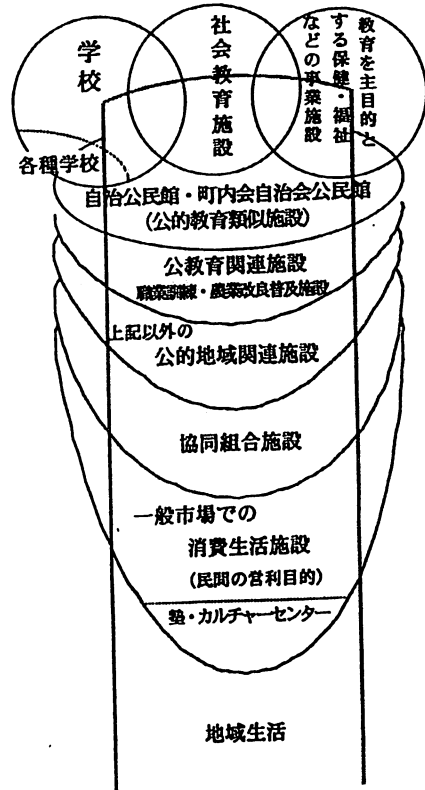 学校
社会教育施設
教育を主目的と
する保健・福祉
などの事業施設
各種学校
自治公民館・町内会自治会公民館
(公的教育類似施設)
公教育関連施設
職業訓練・農業改良普及施設
上記以外の
公的地域関連施設
協同組合施設
一般市場での
消費生活施設
(民間の営利目的)
塾・カルチャーセンター
地域生活